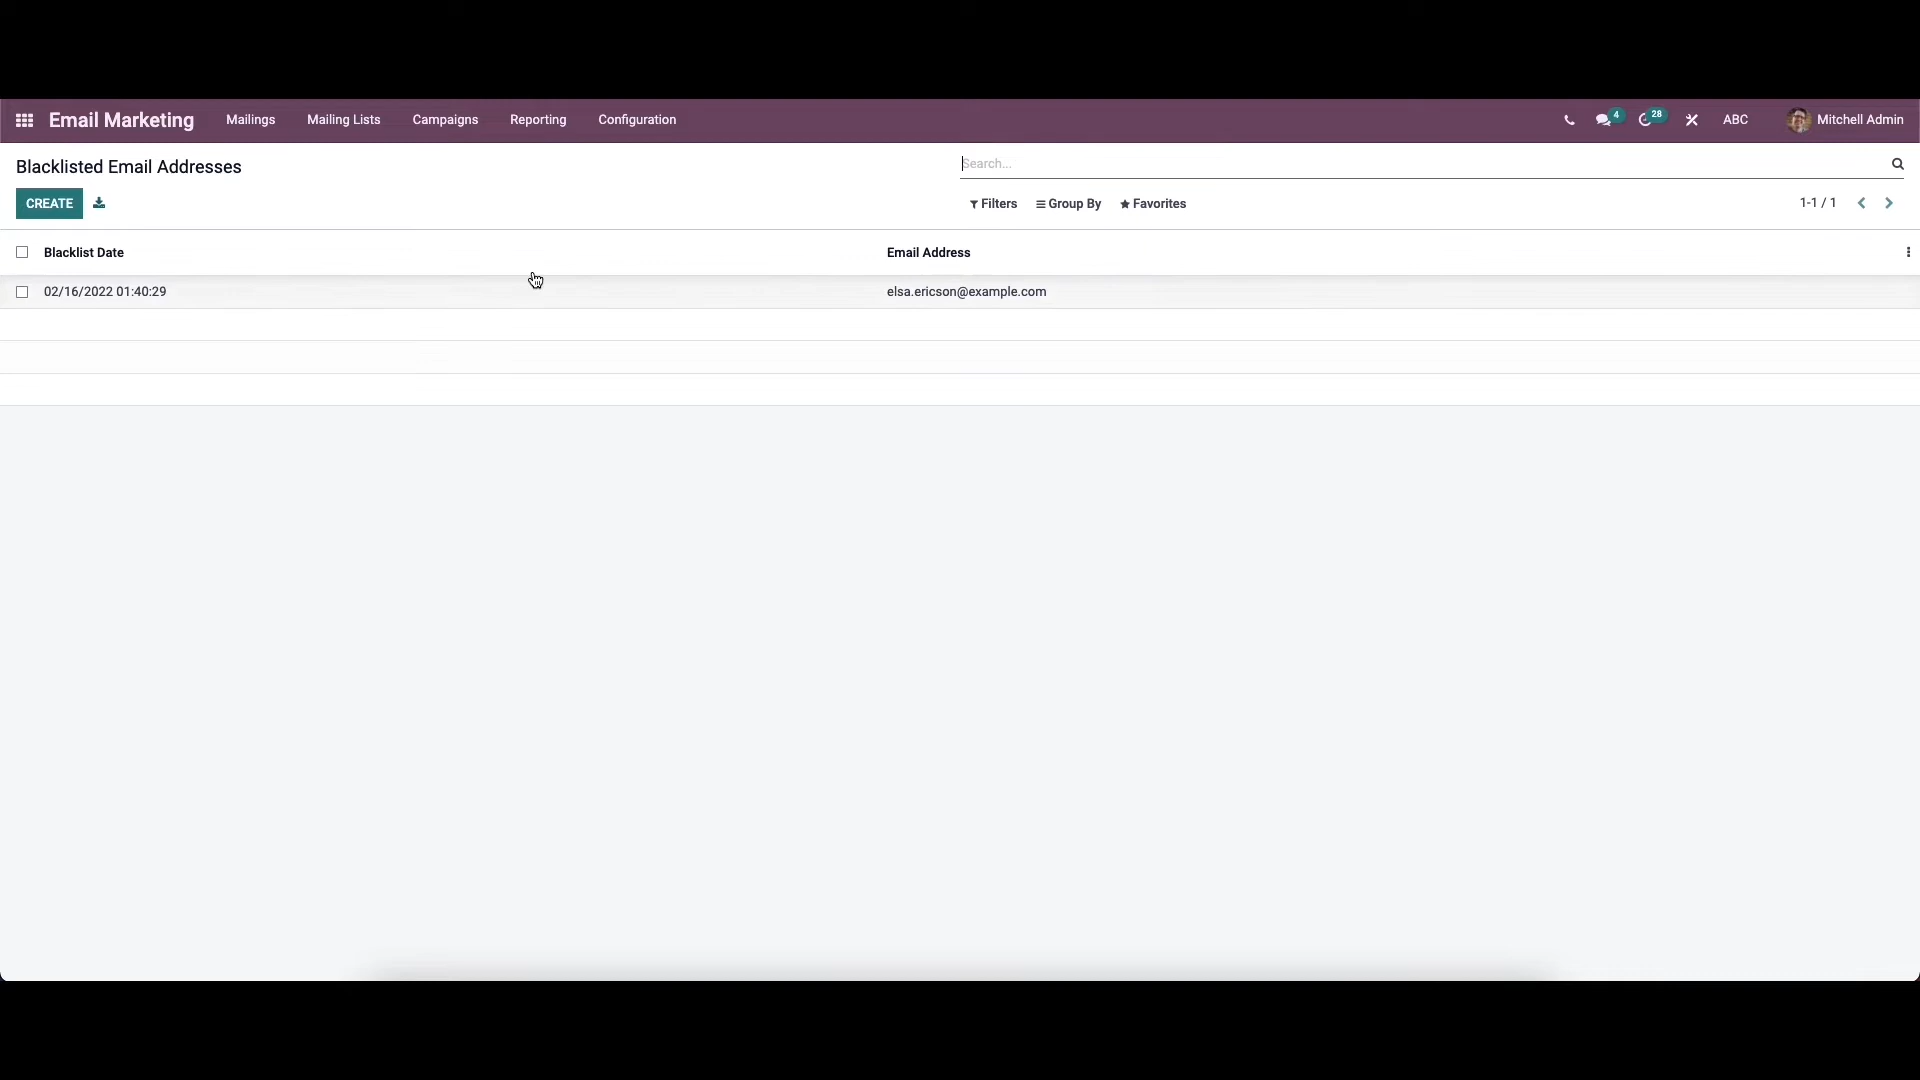 Email Marketing Mailings Mailing Lists Campaigns Reporting Configuration 4 28 ABC Mitchell Admin
Blacklisted Email Addresses Search...
CREATE Filters Group By Favorites 1-1 / 1
Blacklist Date Email Address
02/16/2022 01:40:29 elsa.ericson@example.com